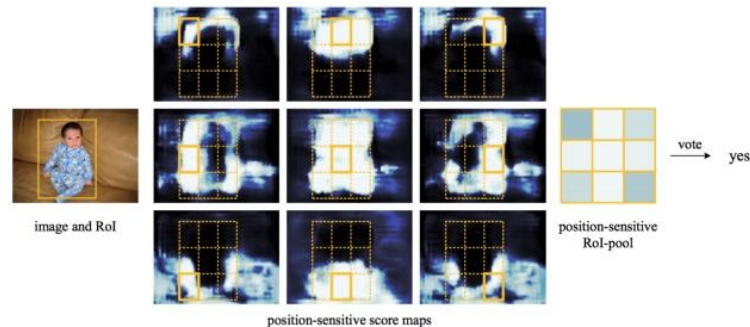 vote
yes
image and RoI
position-sensitive
RoI-pool
position-sensitive score maps